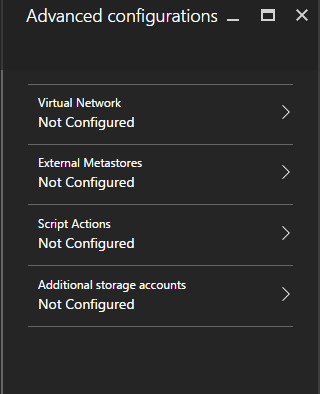 Advanced configurations
Virtual Network
Not Configured
External Metastores
Not Configured
Script Actions
Not Configured
Additional storage accounts
Not Configured